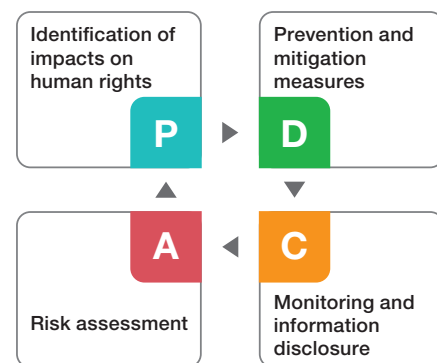 Identification of
impacts on
human rights
P
Prevention and
mitigation
measures
D
A
Risk assessment
C
Monitoring and
information
disclosure